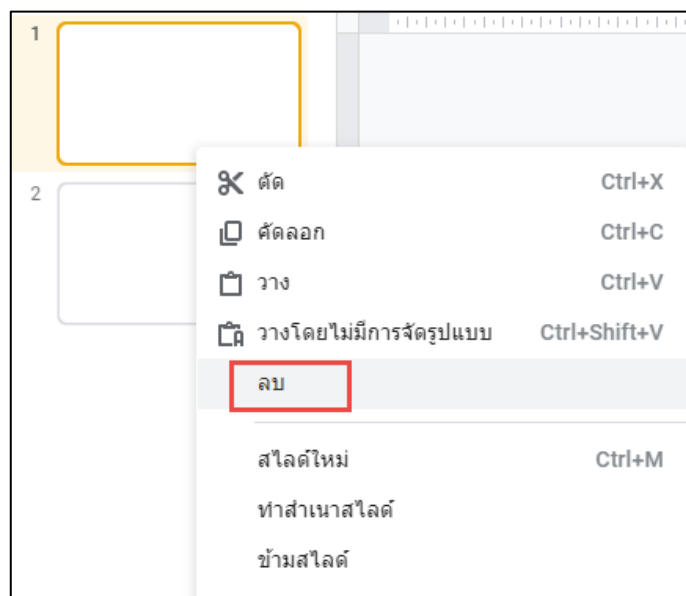 1
2
ตัด Ctrl+X
คัดลอก Ctrl+C
วาง Ctrl+V
วางโดยไม่มีการจัดรูปแบบ Ctrl+Shift+V
ลบ
สไลด์ใหม่ Ctrl+M
ทำสำเนาสไลด์
ข้ามสไลด์